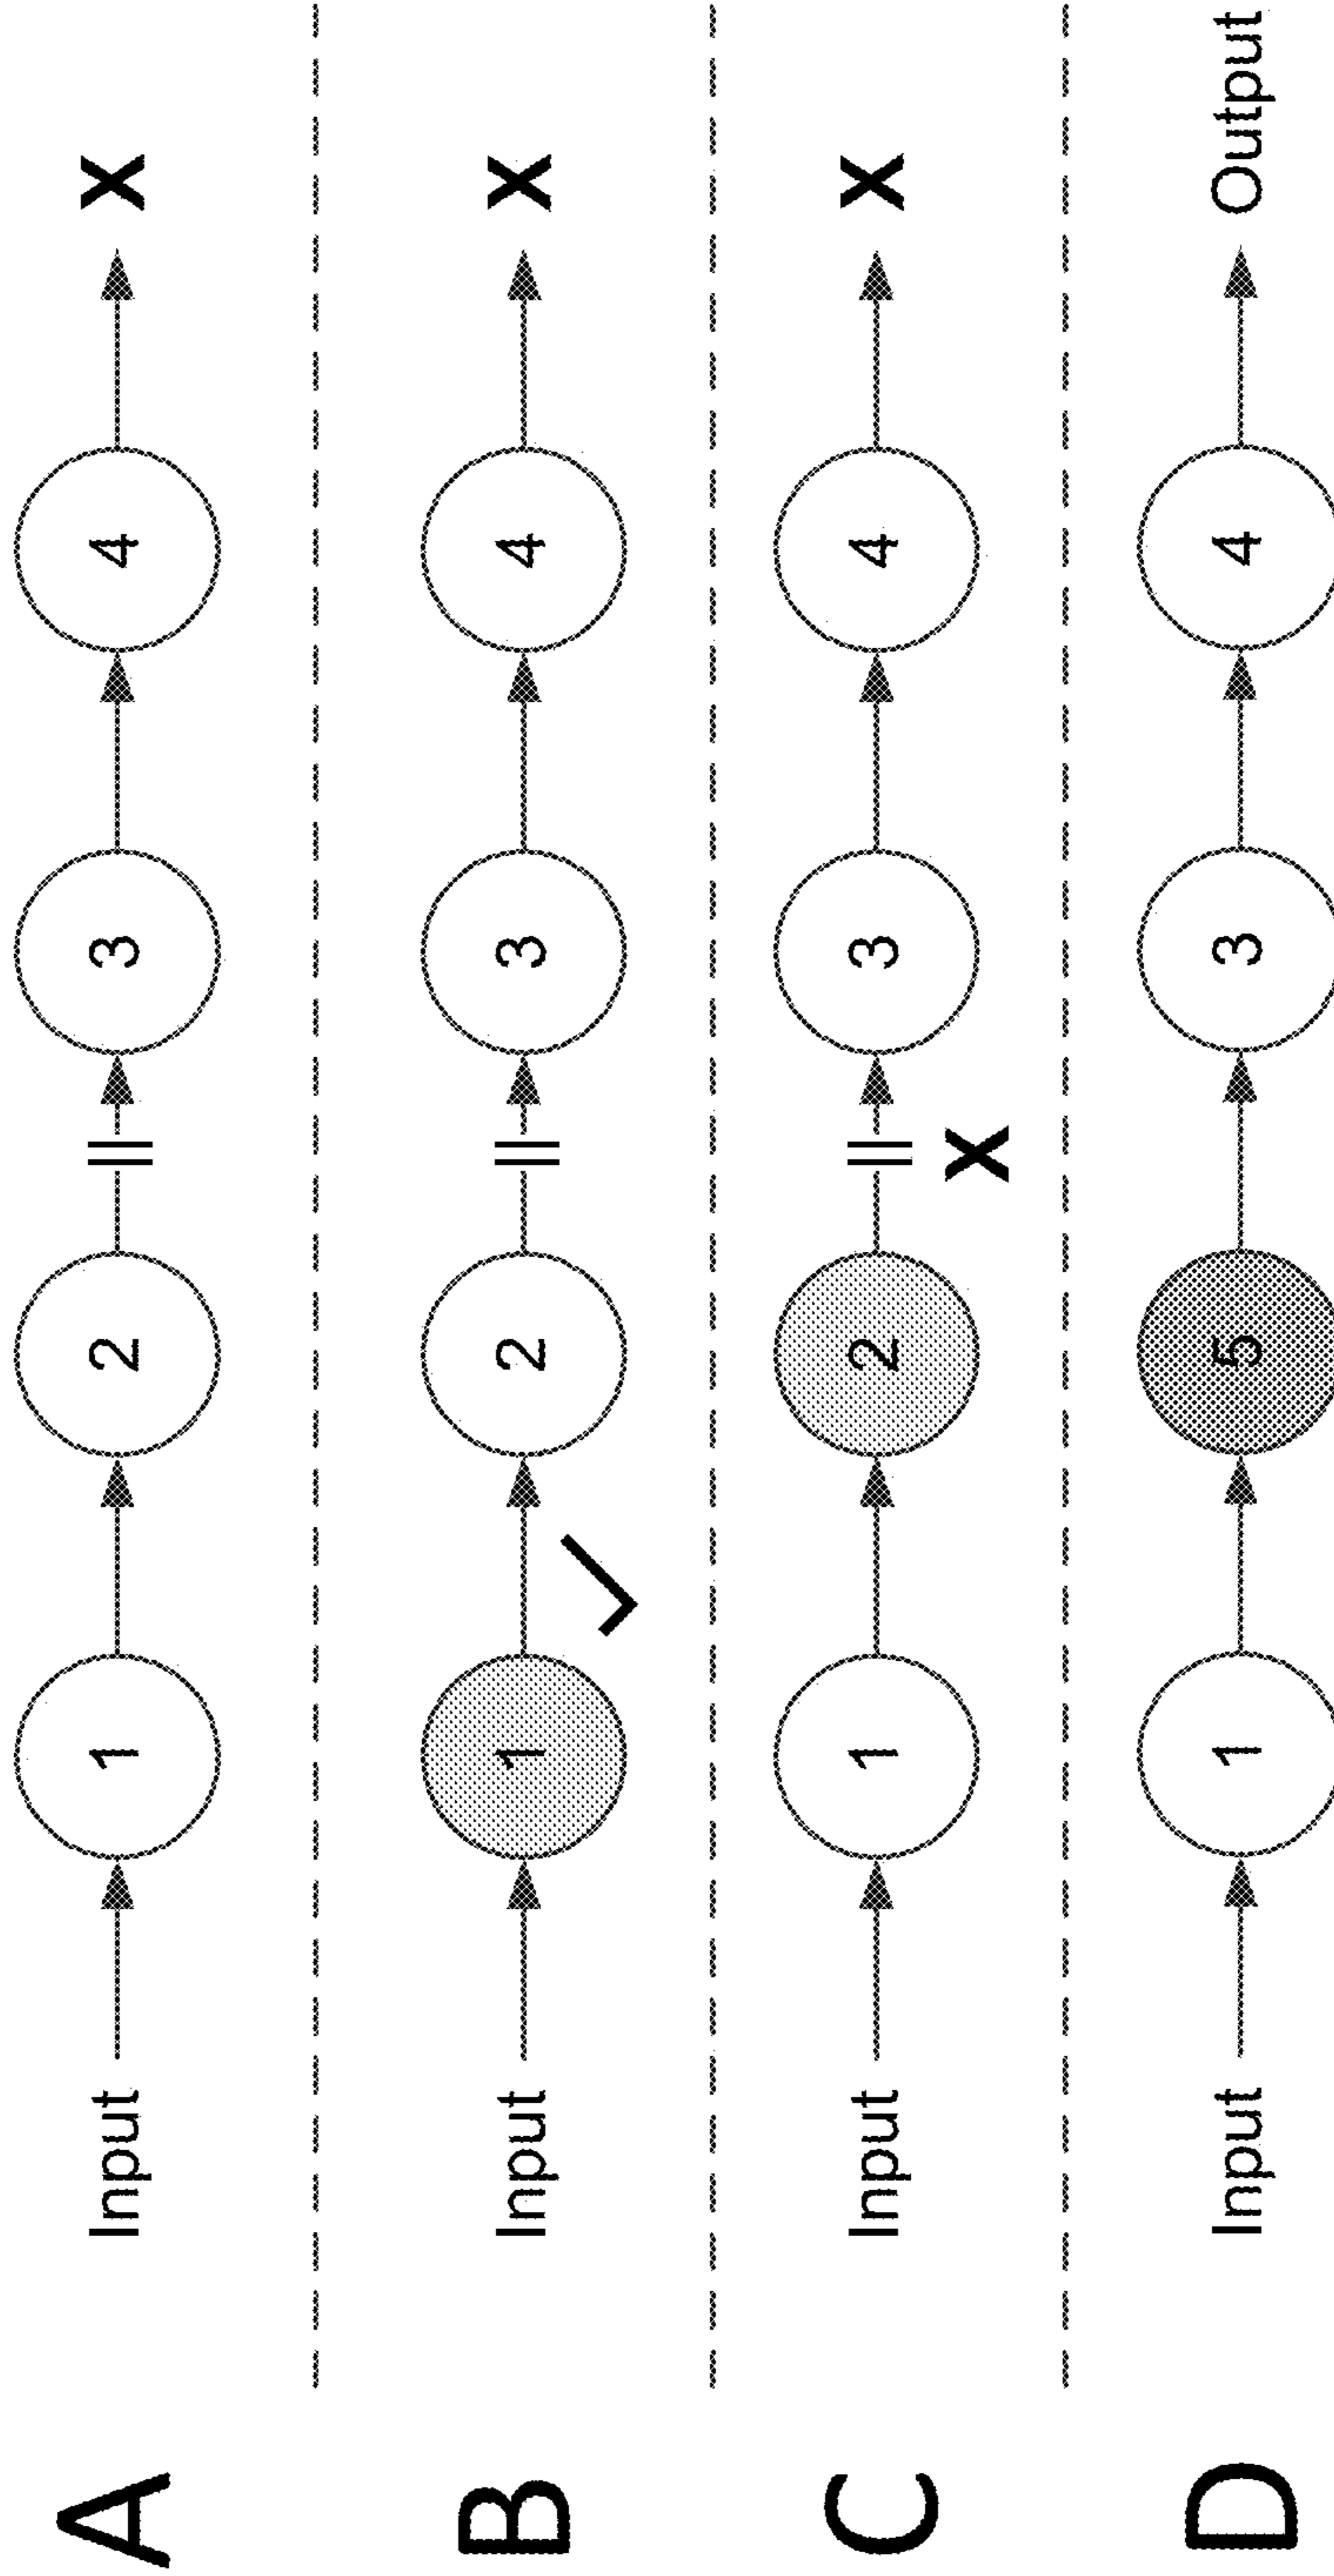 A Input 1 2 3 4 X
B Input 1 ✓ 2 3 4 X
C Input 1 2 X 3 4 X
D Input 1 5 3 4 Output